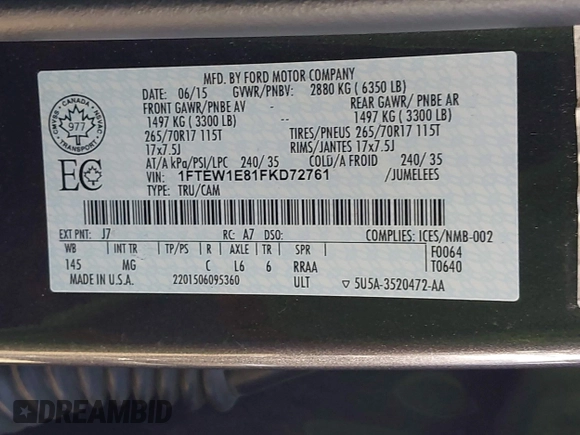 MFD. BY FORD MOTOR COMPANY
DATE: 06/15 GVWR/PNBV: 2880 KG ( 6350 LB)
FRONT GAWR/ PNBE AV -- REAR GAWR/ PNBE AR
1497 KG ( 3300 LB) -- 1497 KG ( 3300 LB)
265/70R17 115T TIRES/PNEUS 265/70R17 115T
17x7.5J RIMS/JANTES 17x7.5J
AT/A kPa/PSI/LPC 240/ 35 COLD/A FROID 240/ 35
VIN: 1FTEW1E81FKD72761 /JUMELEES
TYPE: TRU/CAM
CANADA
CMVSS NSVAC
977
TRANSPORT
EC
EXT PNT: J7 RC: A7 DSO: COMPLIES: ICES/NMB-002
WB INT TR TP/PS R AXLE TR SPR F0064
145 MG C L6 6 RRAA T0640
MADE IN U.S.A. 2201506095360 ULT ▽ 5U5A-3520472-AA
DREAMBID